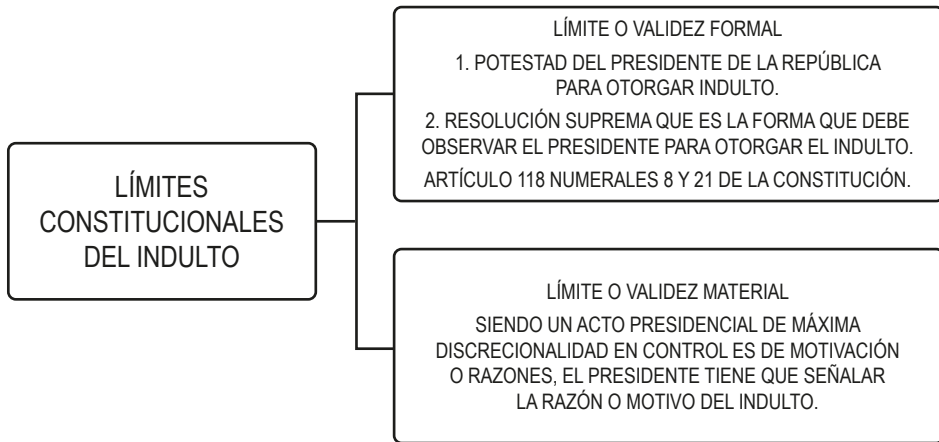 LÍMITES
CONSTITUCIONALES
DEL INDULTO
LÍMITE O VALIDEZ FORMAL
1. POTESTAD DEL PRESIDENTE DE LA REPÚBLICA
PARA OTORGAR INDULTO.
2. RESOLUCIÓN SUPREMA QUE ES LA FORMA QUE DEBE
OBSERVAR EL PRESIDENTE PARA OTORGAR EL INDULTO.
ARTÍCULO 118 NUMERALES 8 Y 21 DE LA CONSTITUCIÓN.
LÍMITE O VALIDEZ MATERIAL
SIENDO UN ACTO PRESIDENCIAL DE MÁXIMA
DISCRECIONALIDAD EN CONTROL ES DE MOTIVACIÓN
O RAZONES, EL PRESIDENTE TIENE QUE SEÑALAR
LA RAZÓN O MOTIVO DEL INDULTO.